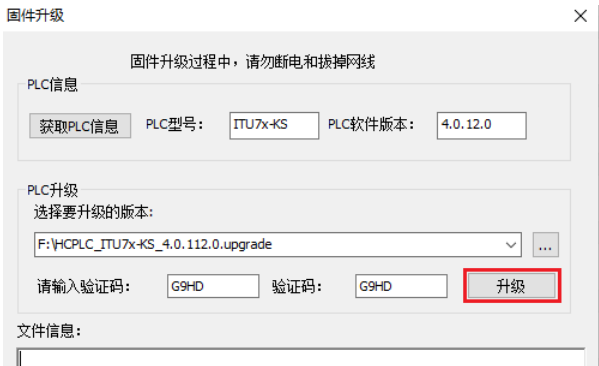 固件升级
固件升级过程中，请勿断电和拔掉网线
PLC信息
获取PLC信息 PLC型号： ITU7x-KS PLC软件版本： 4.0.12.0
PLC升级
选择要升级的版本:
F:\HCPLC_ITU7x-KS_4.0.112.0.upgrade ...
请输入验证码： G9HD 验证码： G9HD 升级
文件信息：